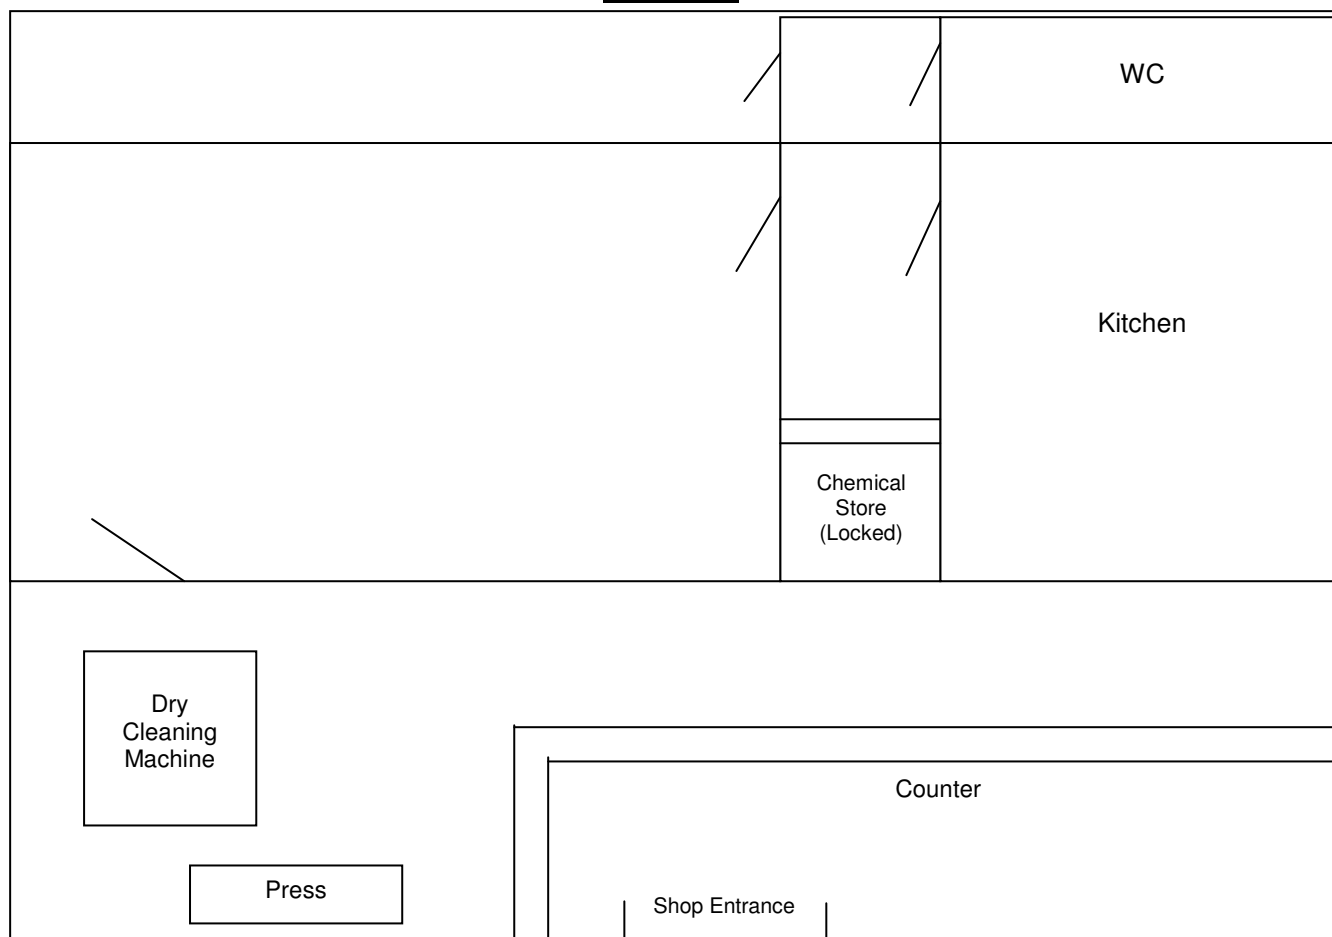 WC
Kitchen
Chemical
Store
(Locked)
Dry
Cleaning
Machine
Counter
Press
Shop Entrance